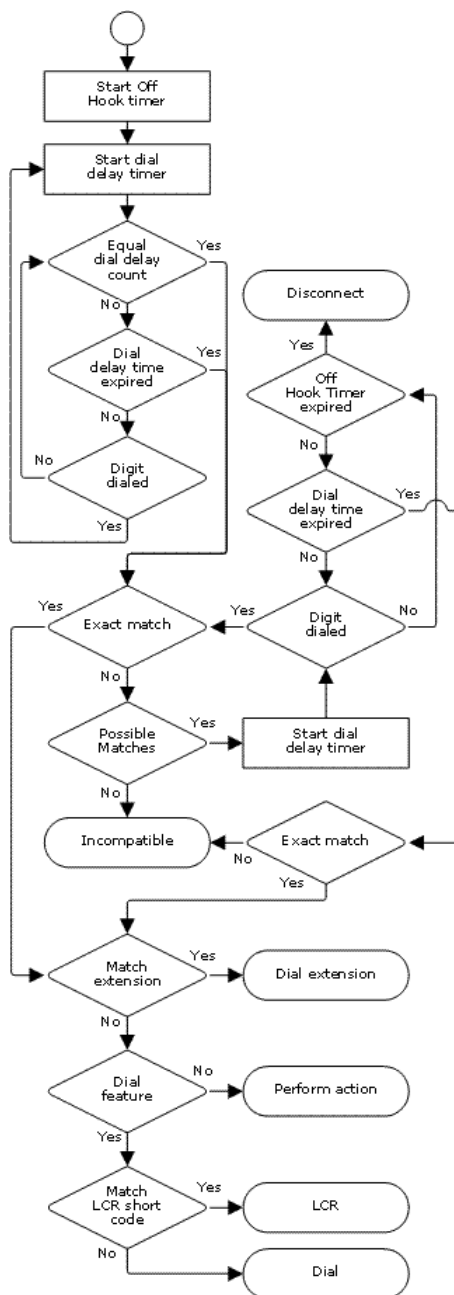 Start Off
Hook timer
Start dial
delay timer
Equal
dial delay
count
Yes
No
Dial
delay time
expired
Yes
No
Digit
dialed
No
Yes
Disconnect
Yes
Off
Hook Timer
expired
No
Dial
delay time
expired
Yes
No
Digit
dialed
Yes
No
Exact match
Yes
No
Possible
Matches
Yes
No
Start dial
delay timer
Incompatible
Exact match
No
Yes
Match
extension
Yes
No
Dial extension
Dial
feature
No
Yes
Perform action
Match
LCR short
code
Yes
No
LCR
Dial